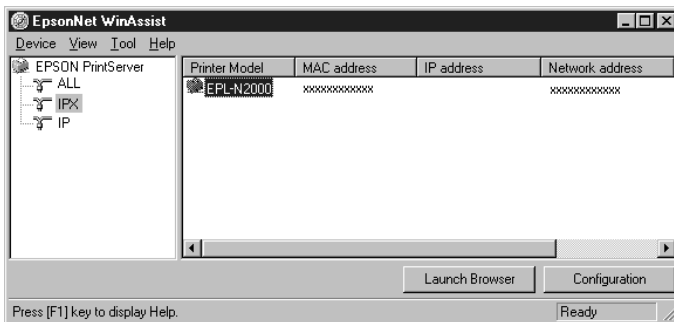 EpsonNet WinAssist
Device View Tool Help
EPSON PrintServer
ALL
IPX
IP
Printer Model MAC address IP address Network address
EPL-N2000 xxxxxxxxxxxx xxxxxxxxxxxx
Launch Browser Configuration
Press [F1] key to display Help. Ready